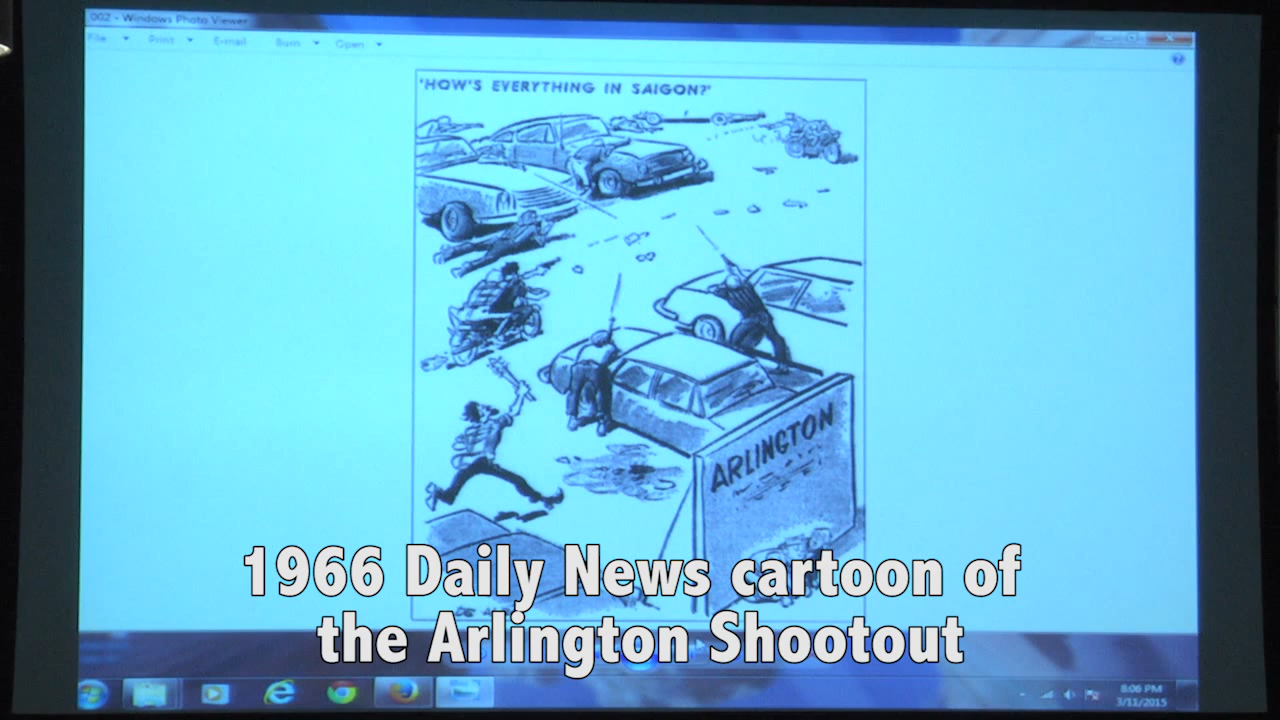 002 - Windows Photo Viewer
File Print E-mail Burn Open
'HOW'S EVERYTHING IN SAIGON?'
ARLINGTON
1966 Daily News cartoon of
the Arlington Shootout
8:06 PM
3/11/2015